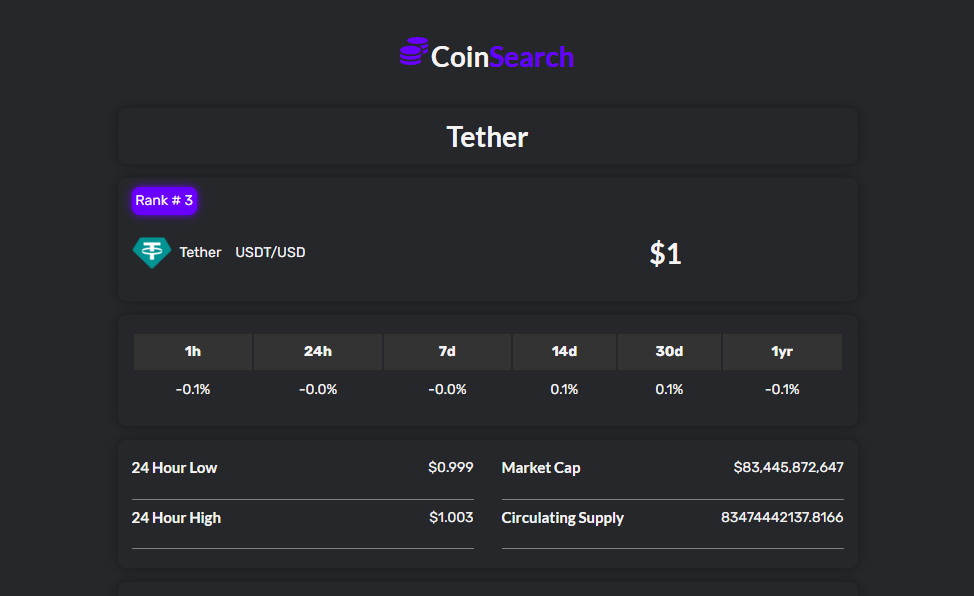 CoinSearch
Tether
Rank # 3
Tether USDT/USD
$1
1h 24h 7d 14d 30d 1yr
-0.1% -0.0% -0.0% 0.1% 0.1% -0.1%
24 Hour Low $0.999
24 Hour High $1.003
Market Cap $83,445,872,647
Circulating Supply 83474442137.8166